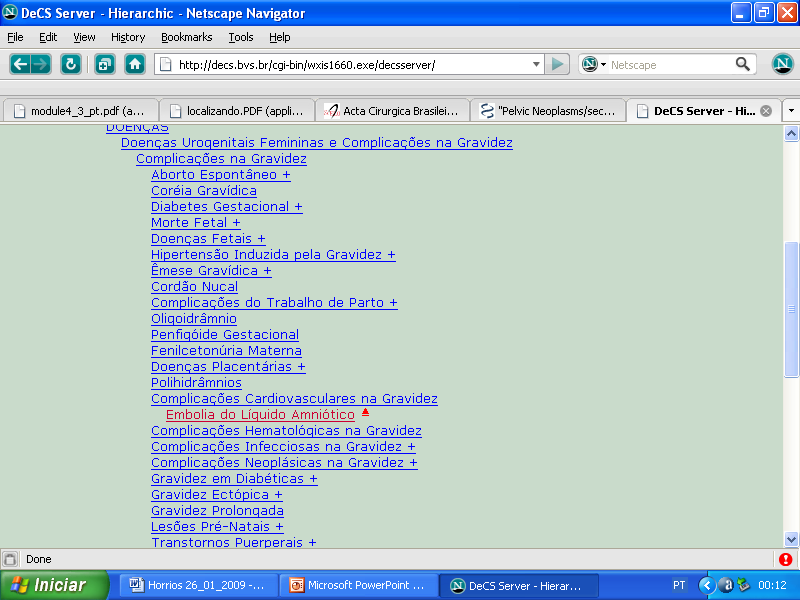 DeCS Server - Hierarchic - Netscape Navigator
File Edit View History Bookmarks Tools Help
http://decs.bvs.br/cgi-bin/wxis1660.exe/decsserver/ Netscape
module4_3_pt.pdf (a... localizando.PDF (applic... Acta Cirurgica Brasilei... "Pelvic Neoplasms/sec... DeCS Server - Hi...
DOENÇAS
Doenças Urogenitais Femininas e Complicações na Gravidez
Complicações na Gravidez
Aborto Espontâneo +
Coréia Gravídica
Diabetes Gestacional +
Morte Fetal +
Doenças Fetais +
Hipertensão Induzida pela Gravidez +
Êmese Gravídica +
Cordão Nucal
Complicações do Trabalho de Parto +
Oligoidrâmnio
Penfigóide Gestacional
Fenilcetonúria Materna
Doenças Placentárias +
Polihidrâmnios
Complicações Cardiovasculares na Gravidez
Embolia do Líquido Amniótico
Complicações Hematológicas na Gravidez
Complicações Infecciosas na Gravidez +
Complicações Neoplásicas na Gravidez +
Gravidez em Diabéticas +
Gravidez Ectópica +
Gravidez Prolongada
Lesões Pré-Natais +
Transtornos Puerperais +
Done
Iniciar Horrios 26_01_2009 -... Microsoft PowerPoint ... DeCS Server - Hierar... PT 00:12